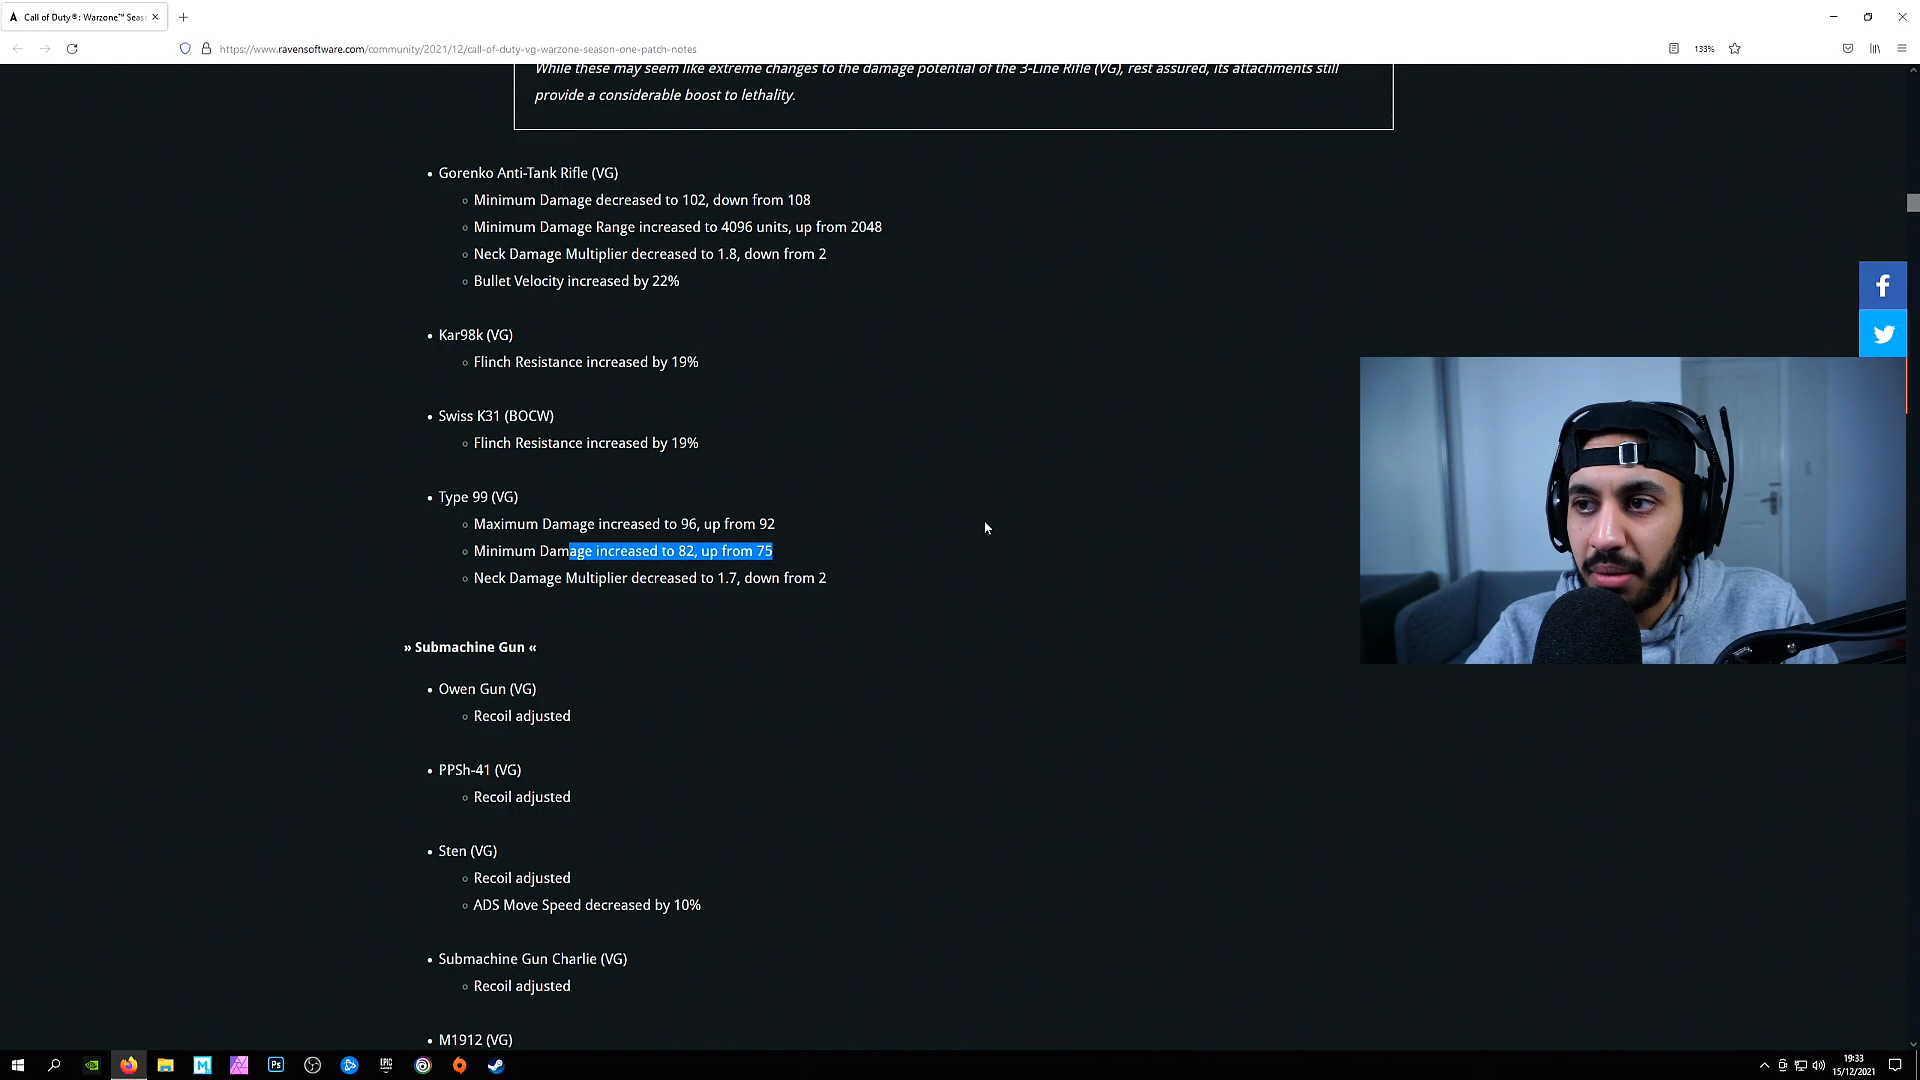 Call of Duty®: Warzone™ Seas
https://www.ravensoftware.com/community/2021/12/call-of-duty-vg-warzone-season-one-patch-notes
133%
While these may seem like extreme changes to the damage potential of the 3-Line Rifle (VG), rest assured, its attachments still
provide a considerable boost to lethality.
• Gorenko Anti-Tank Rifle (VG)
◦ Minimum Damage decreased to 102, down from 108
◦ Minimum Damage Range increased to 4096 units, up from 2048
◦ Neck Damage Multiplier decreased to 1.8, down from 2
◦ Bullet Velocity increased by 22%
• Kar98k (VG)
◦ Flinch Resistance increased by 19%
• Swiss K31 (BOCW)
◦ Flinch Resistance increased by 19%
• Type 99 (VG)
◦ Maximum Damage increased to 96, up from 92
◦ Minimum Damage increased to 82, up from 75
◦ Neck Damage Multiplier decreased to 1.7, down from 2
» Submachine Gun «
• Owen Gun (VG)
◦ Recoil adjusted
• PPSh-41 (VG)
◦ Recoil adjusted
• Sten (VG)
◦ Recoil adjusted
◦ ADS Move Speed decreased by 10%
• Submachine Gun Charlie (VG)
◦ Recoil adjusted
• M1912 (VG)
Ps
EPIC
19:33
15/12/2021